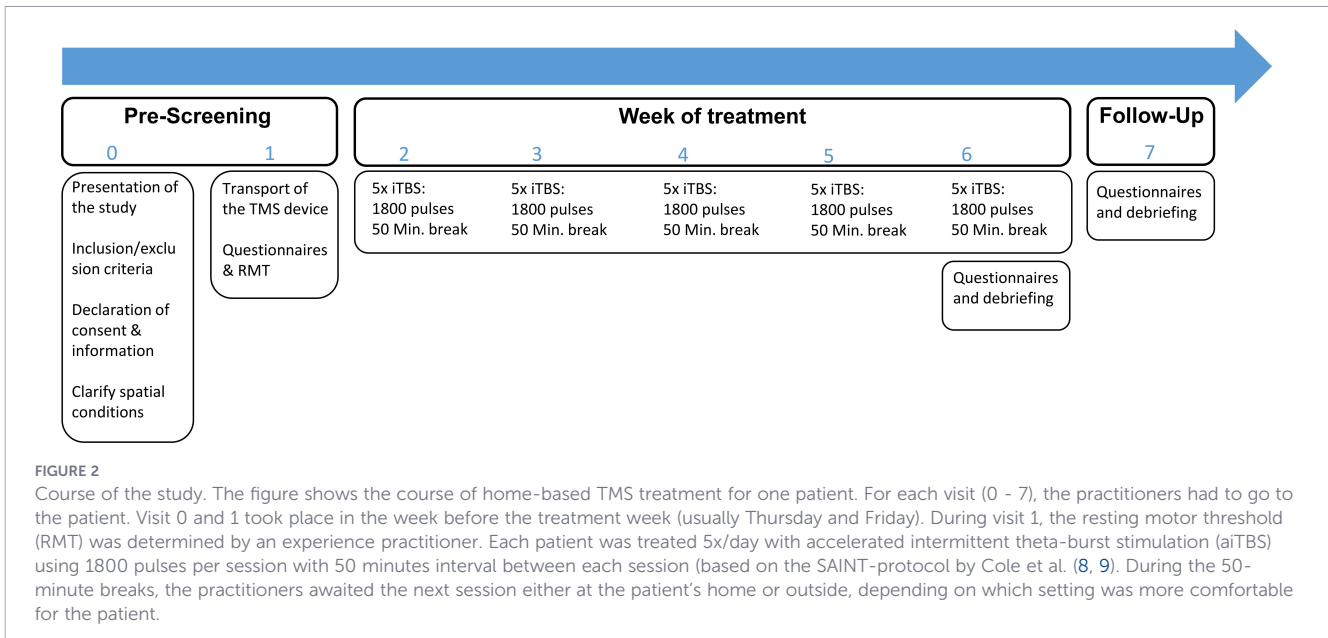 Pre-Screening
0 1
Week of treatment
2 3 4 5 6
Follow-Up
7
Presentation of
the study
Inclusion/exclu
sion criteria
Declaration of
consent &
information
Clarify spatial
conditions
Transport of
the TMS device
Questionnaires
& RMT
5x iTBS:
1800 pulses
50 Min. break
5x iTBS:
1800 pulses
50 Min. break
5x iTBS:
1800 pulses
50 Min. break
5x iTBS:
1800 pulses
50 Min. break
5x iTBS:
1800 pulses
50 Min. break
Questionnaires
and debriefing
Questionnaires
and debriefing
FIGURE 2
Course of the study. The figure shows the course of home-based TMS treatment for one patient. For each visit (0 - 7), the practitioners had to go to
the patient. Visit 0 and 1 took place in the week before the treatment week (usually Thursday and Friday). During visit 1, the resting motor threshold
(RMT) was determined by an experience practitioner. Each patient was treated 5x/day with accelerated intermittent theta-burst stimulation (aiTBS)
using 1800 pulses per session with 50 minutes interval between each session (based on the SAINT-protocol by Cole et al. (8, 9). During the 50-
minute breaks, the practitioners awaited the next session either at the patient's home or outside, depending on which setting was more comfortable
for the patient.